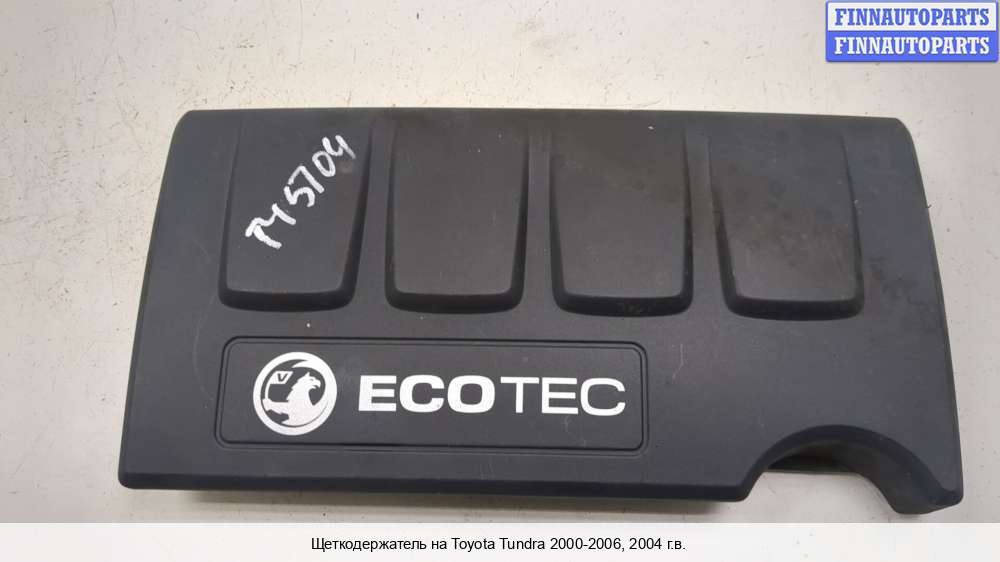 FINNAUTOPARTS
FINNAUTOPARTS
M5704
V
ECOTEC
Щеткодержатель на Toyota Tundra 2000-2006, 2004 г.в.